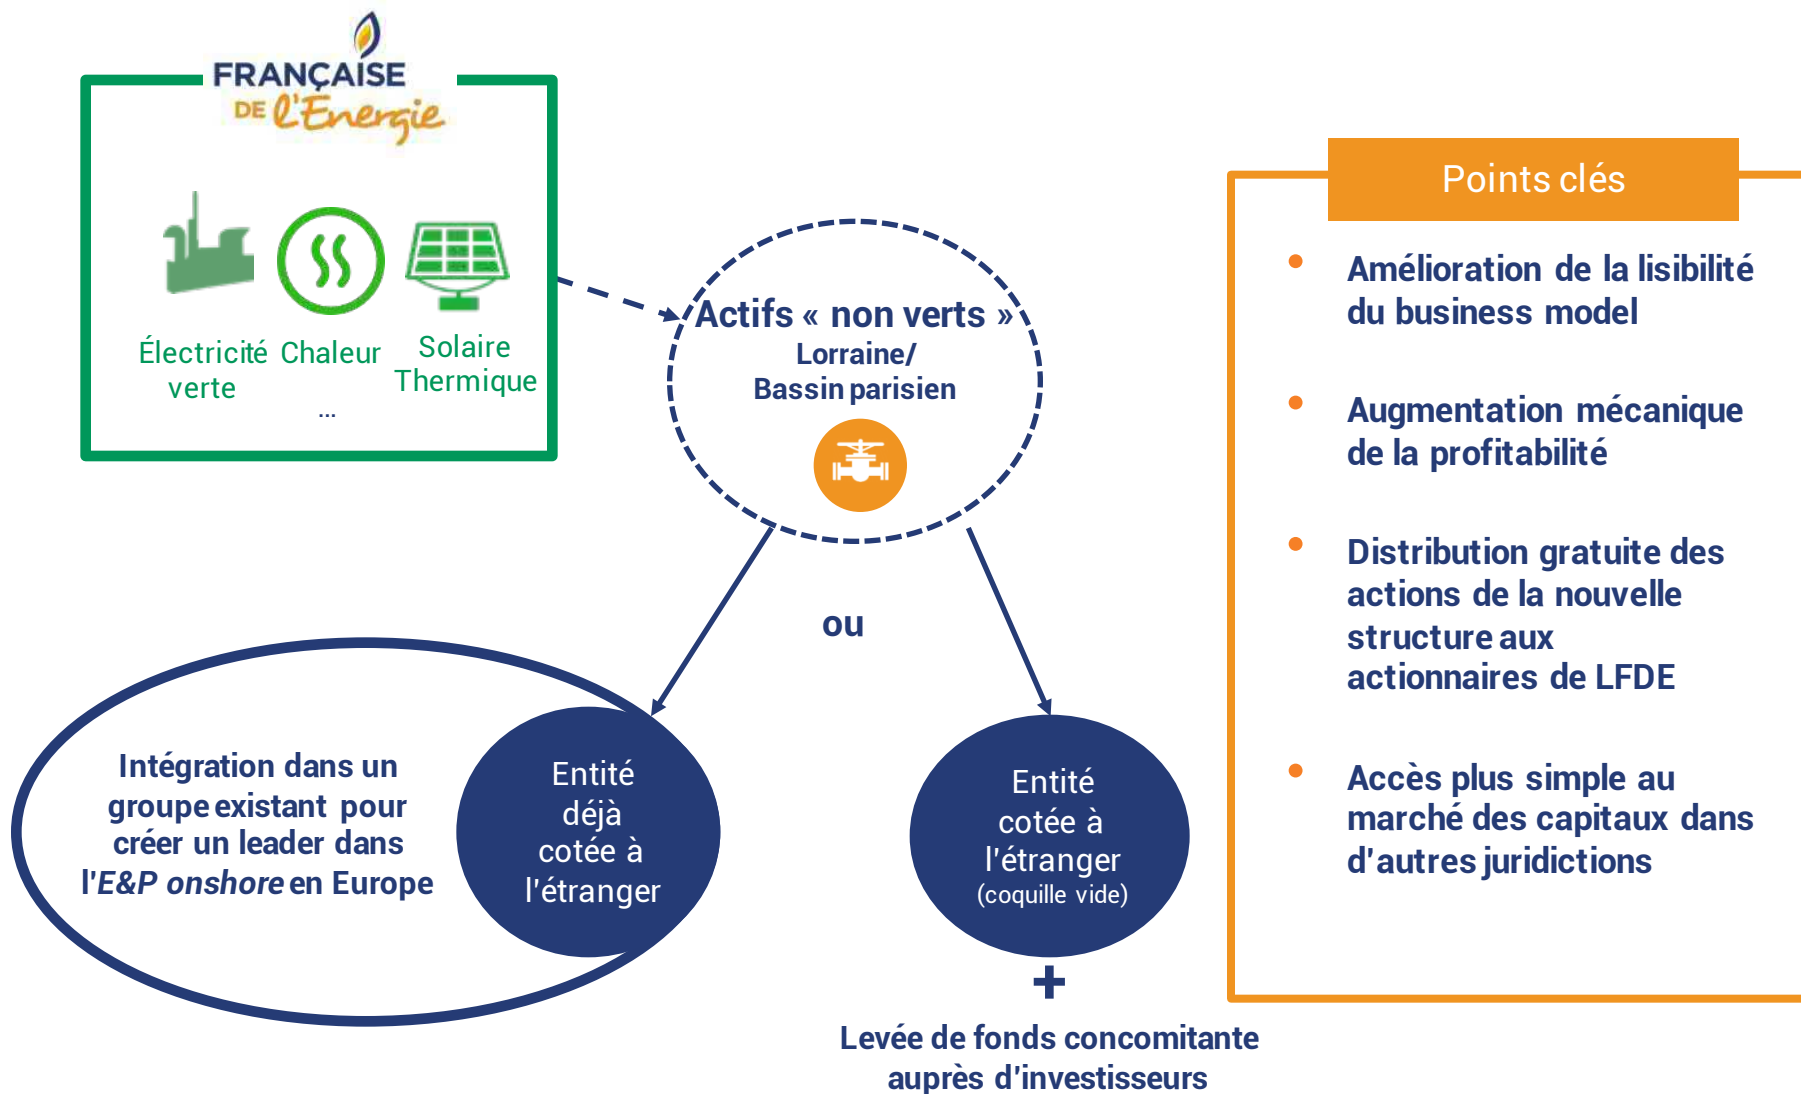 FRANÇAISE
DE l'Energie
Électricité
verte
Chaleur
...
Solaire
Thermique
Actifs « non verts »
Lorraine/
Bassin parisien
ou
Intégration dans un
groupe existant pour
créer un leader dans
l'E&P onshore en Europe
Entité
déjà
cotée à
l'étranger
Entité
cotée à
l'étranger
(coquille vide)
+
Levée de fonds concomitante
auprès d'investisseurs
Points clés
• Amélioration de la lisibilité
du business model
• Augmentation mécanique
de la profitabilité
• Distribution gratuite des
actions de la nouvelle
structure aux
actionnaires de LFDE
• Accès plus simple au
marché des capitaux dans
d'autres juridictions